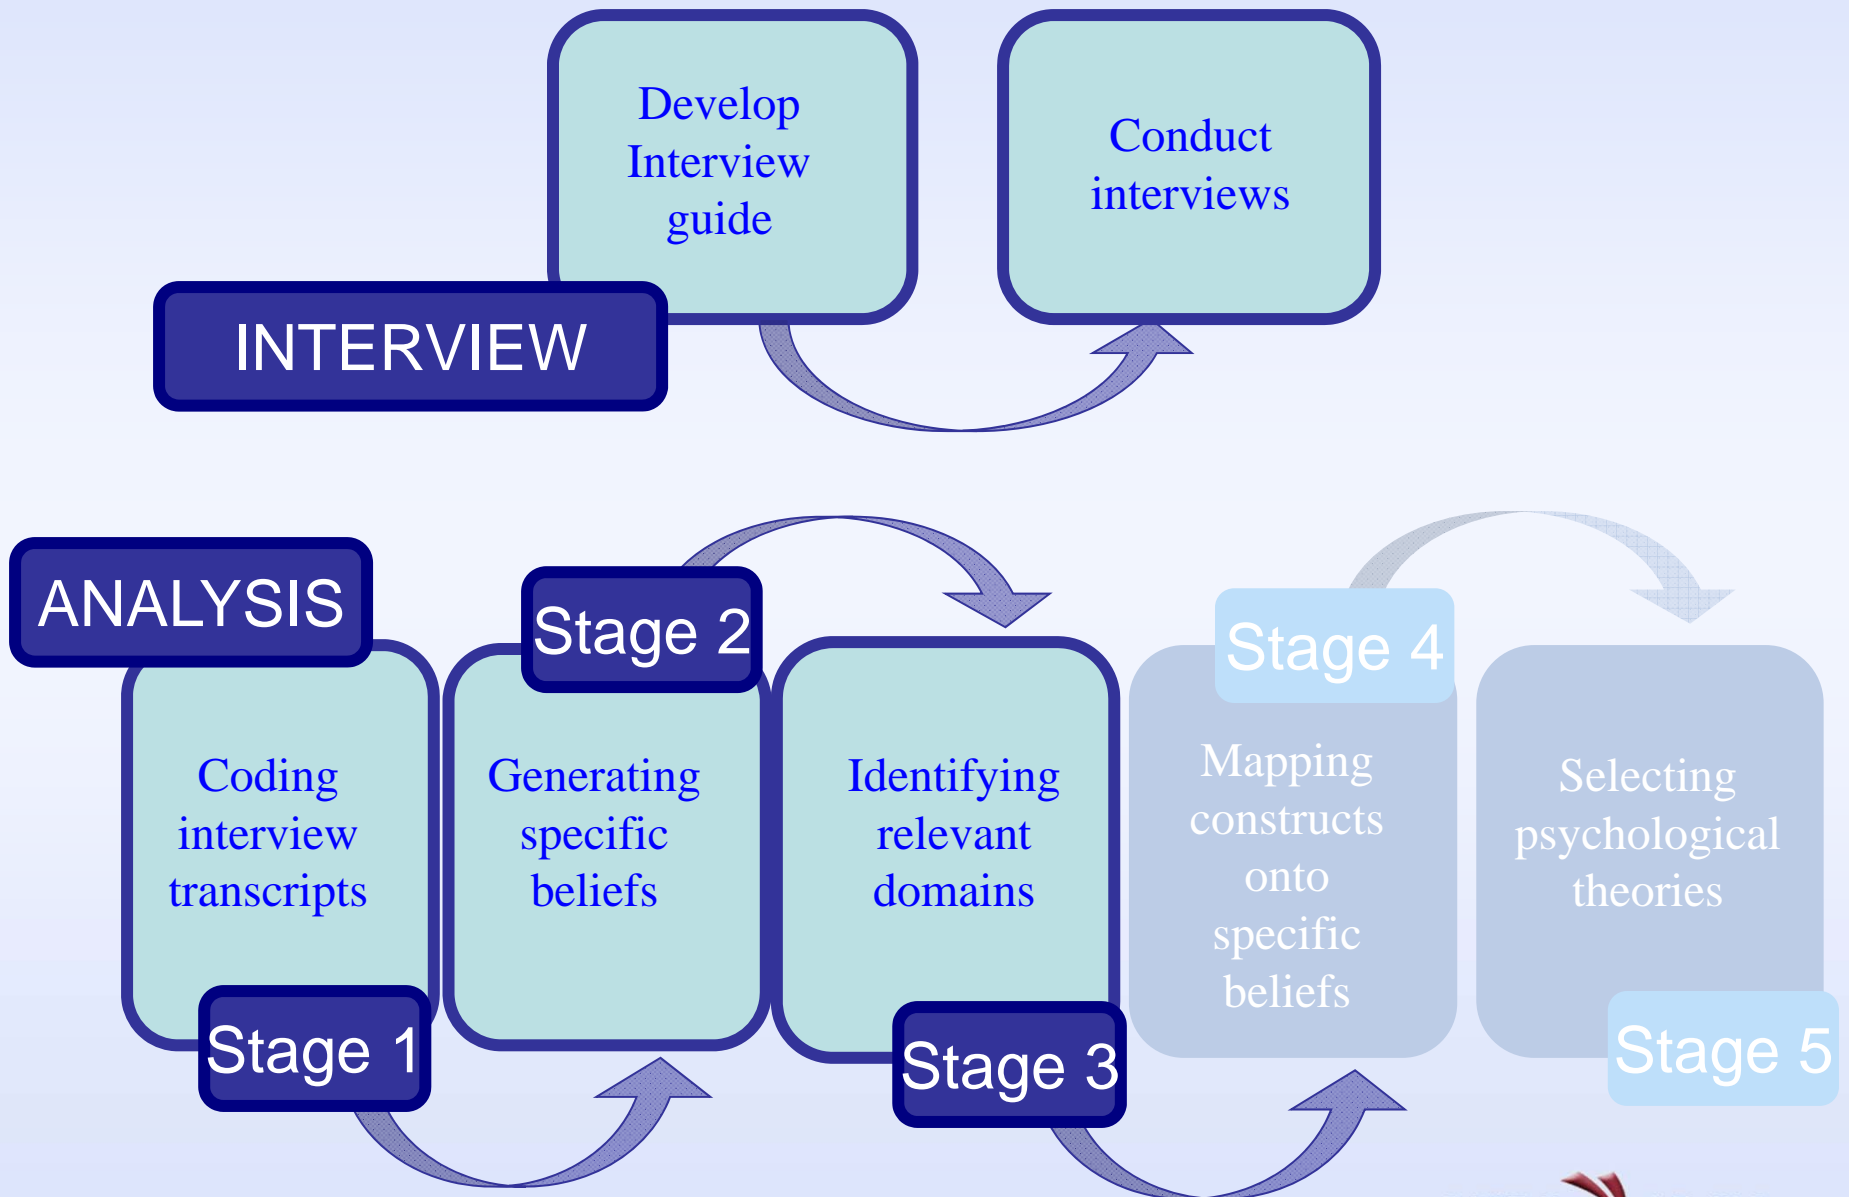 Develop
Interview
guide
Conduct
interviews
INTERVIEW
ANALYSIS
Stage 2
Stage 4
Coding
interview
transcripts
Generating
specific
beliefs
Identifying
relevant
domains
Mapping
constructs
onto
specific
beliefs
Selecting
psychological
theories
Stage 1
Stage 3
Stage 5